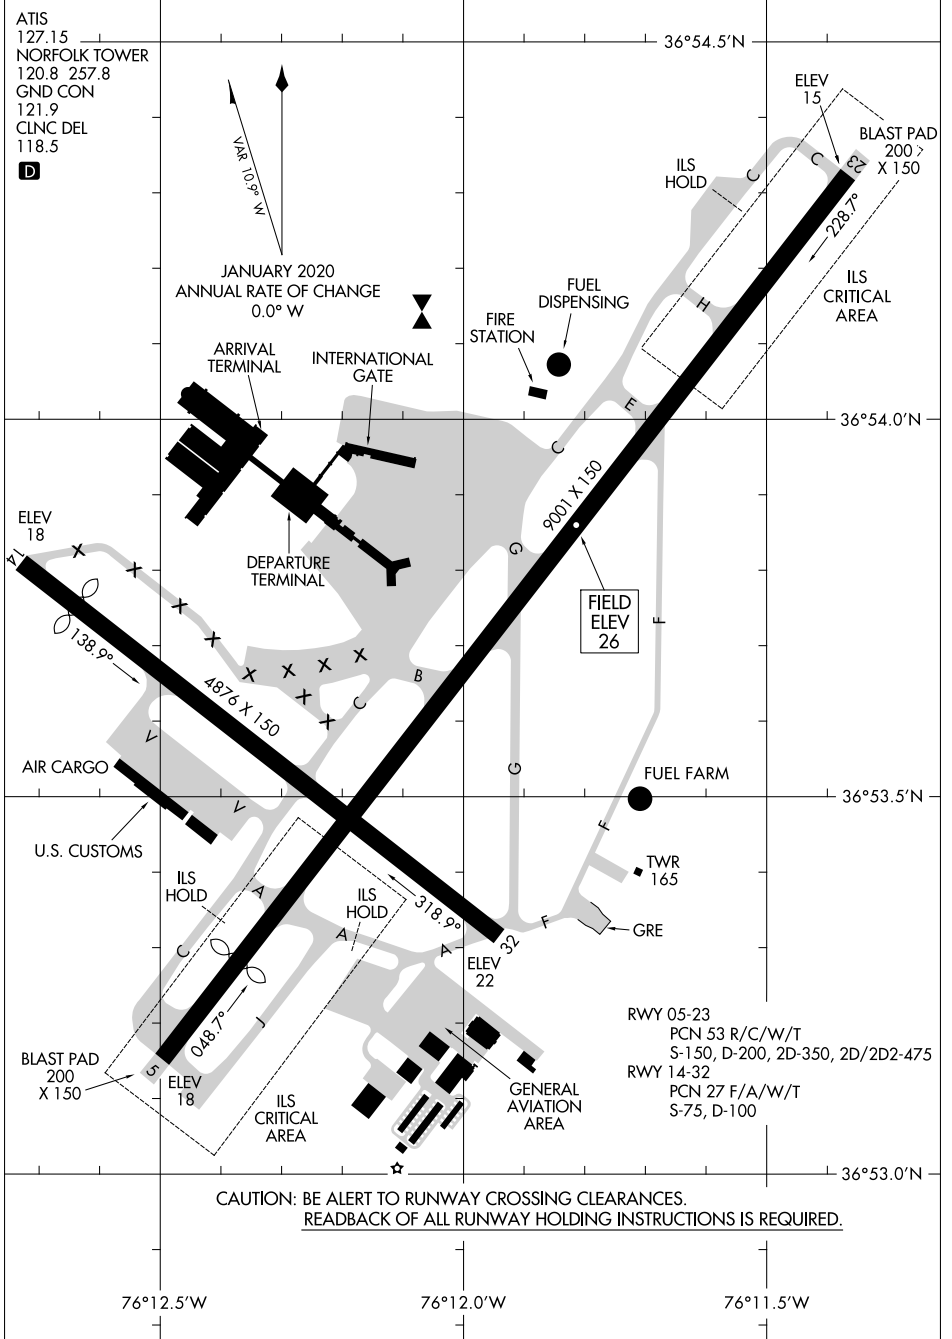 ATIS
127.15
NORFOLK TOWER
120.8 257.8
GND CON
121.9
CLNC DEL
118.5
D
36°54.5'N
VAR 10.9° W
JANUARY 2020
ANNUAL RATE OF CHANGE
0.0° W
ELEV
15
BLAST PAD
200
X 150
23
C
C
ILS
HOLD
228.7°
ILS
CRITICAL
AREA
H
FUEL
DISPENSING
FIRE
STATION
ARRIVAL
TERMINAL
INTERNATIONAL
GATE
E
36°54.0'N
C
9001 X 150
ELEV
18
14
DEPARTURE
TERMINAL
G
FIELD
ELEV
26
F
X
X
X
X
X
X
X
X
X
X
138.9°
4876 X 150
B
C
V
AIR CARGO
V
U.S. CUSTOMS
G
FUEL FARM
36°53.5'N
F
TWR
165
ILS
HOLD
A
ILS
HOLD
318.9°
A
A
F
GRE
32
ELEV
22
C
048.7°
J
5
BLAST PAD
200
X 150
ELEV
18
ILS
CRITICAL
AREA
GENERAL
AVIATION
AREA
RWY 05-23
PCN 53 R/C/W/T
S-150, D-200, 2D-350, 2D/2D2-475
RWY 14-32
PCN 27 F/A/W/T
S-75, D-100
36°53.0'N
CAUTION: BE ALERT TO RUNWAY CROSSING CLEARANCES.
READBACK OF ALL RUNWAY HOLDING INSTRUCTIONS IS REQUIRED.
76°12.5'W
76°12.0'W
76°11.5'W